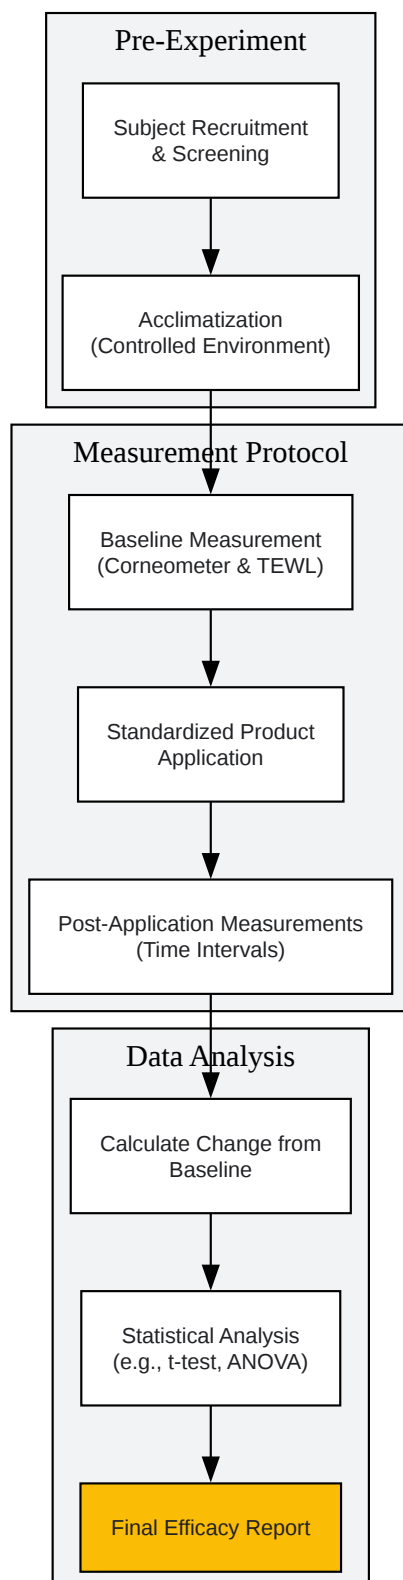 Pre-Experiment
Subject Recruitment
& Screening
Acclimatization
(Controlled Environment)
Measurement Protocol
Baseline Measurement
(Corneometer & TEWL)
Standardized Product
Application
Post-Application Measurements
(Time Intervals)
Data Analysis
Calculate Change from
Baseline
Statistical Analysis
(e.g., t-test, ANOVA)
Final Efficacy Report